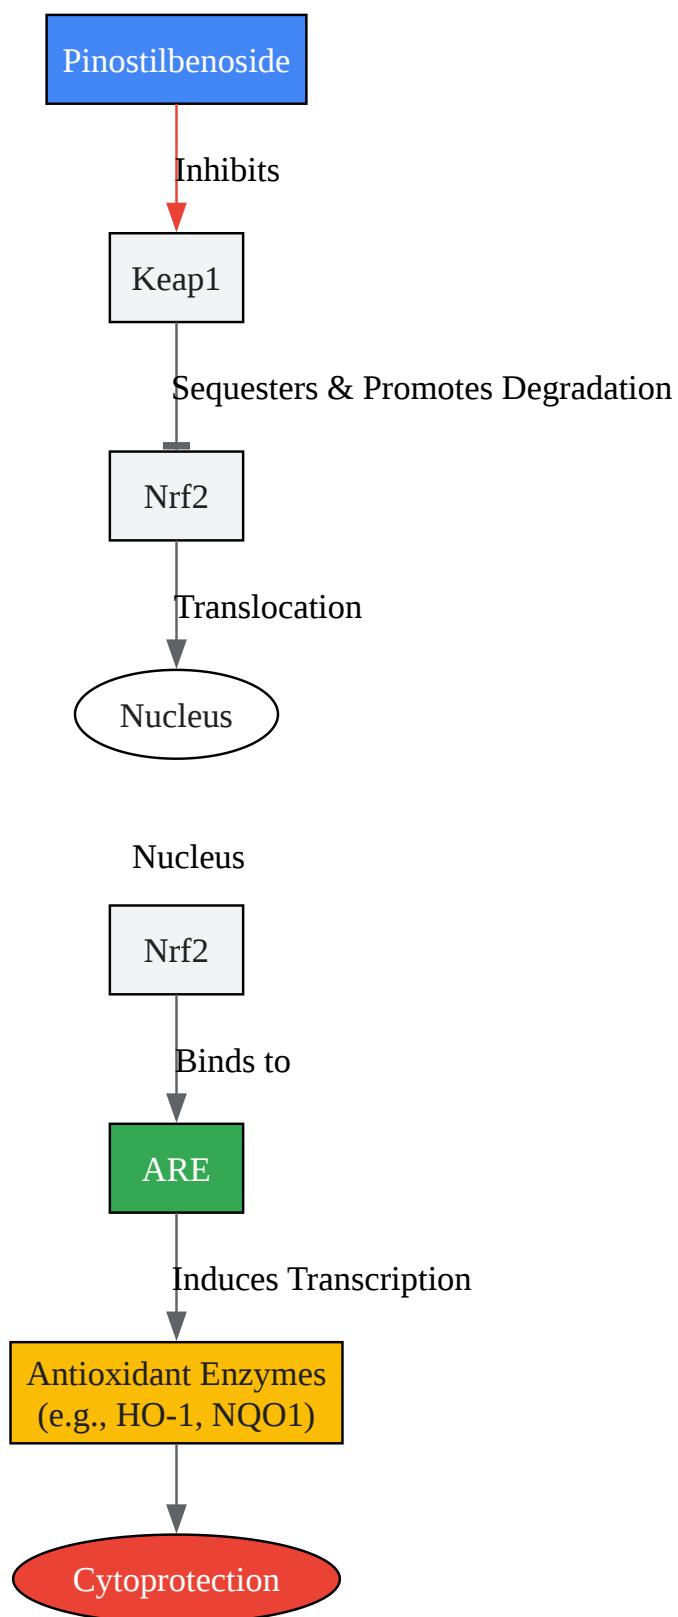 Pinostilbenoside
Inhibits
Keap1
Sequesters & Promotes Degradation
Nrf2
Translocation
Nucleus
Nucleus
Nrf2
Binds to
ARE
Induces Transcription
Antioxidant Enzymes
(e.g., HO-1, NQO1)
Cytoprotection